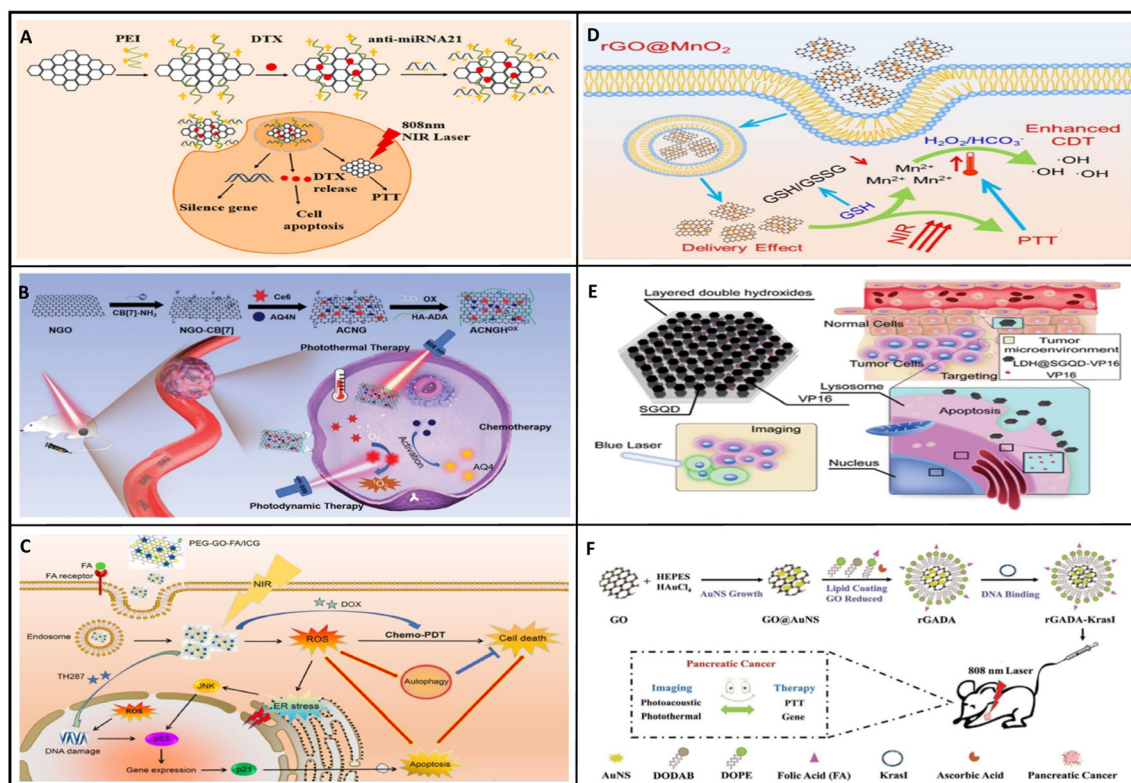 A
PEI
DTX
anti-miRNA21
808nm
NIR Laser
DTX
release
PTT
Silence gene
Cell
apoptosis
B
NGO
CB[7]-NH2
NGO-CB[7]
Ce6
AQ4N
ACNG
OX
HA-ADA
ACNGHOX
Photothermal Therapy
Chemotherapy
Activation
AQ4
Photodynamic Therapy
C
PEG-GO-FA/ICG
FA
FA receptor
NIR
DOX
Endosome
ROS
Chemo-PDT
Cell death
Autophagy
TH287
JNK
ER stress
ROS
DNA damage
p53
Gene expression
p21
Apoptosis
D
rGO@MnO2
H2O2/HCO3-
Enhanced
CDT
Mn2+
Mn2+ Mn2+
·OH
·OH ·OH
GSH/GSSG
GSH
Delivery Effect
NIR
PTT
E
Layered double hydroxides
SGQD
VP16
Imaging
Blue Laser
Normal Cells
Tumor Cells
Tumor
microenvironment
LDH@SGQD-VP16
VP16
Targeting
Lysosome
Apoptosis
Nucleus
F
GO
+
HEPES
HAuCl4
AuNS Growth
GO@AuNS
Lipid Coating
GO Reduced
rGADA
DNA Binding
rGADA-KrasI
808 nm Laser
Pancreatic Cancer
Imaging
Therapy
Photoacoustic
PTT
Photothermal
Gene
AuNS
DODAB
DOPE
Folic Acid (FA)
KrasI
Ascorbic Acid
Pancreatic Cancer